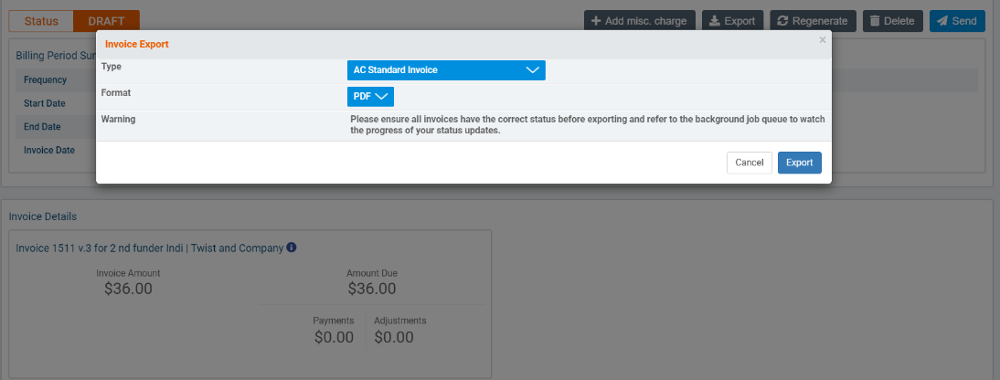 Status DRAFT
Add misc. charge Export Regenerate Delete Send
Invoice Export ×
Billing Period Sum
Type AC Standard Invoice
Frequency
Format PDF
Start Date
Warning Please ensure all invoices have the correct status before exporting and refer to the background job queue to watch
the progress of your status updates.
End Date
Invoice Date
Cancel Export
Invoice Details
Invoice 1511 v.3 for 2 nd funder Indi | Twist and Company
Invoice Amount Amount Due
$36.00 $36.00
Payments Adjustments
$0.00 $0.00